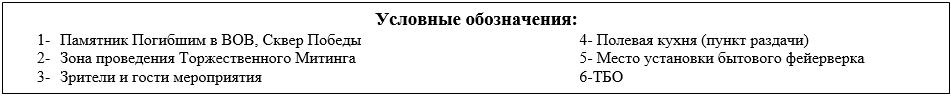 Условные обозначения:
1- Памятник Погибшим в ВОВ, Сквер Победы
2- Зона проведения Торжественного Митинга
3- Зрители и гости мероприятия
4- Полевая кухня (пункт раздачи)
5- Место установки бытового фейерверка
6-ТБО